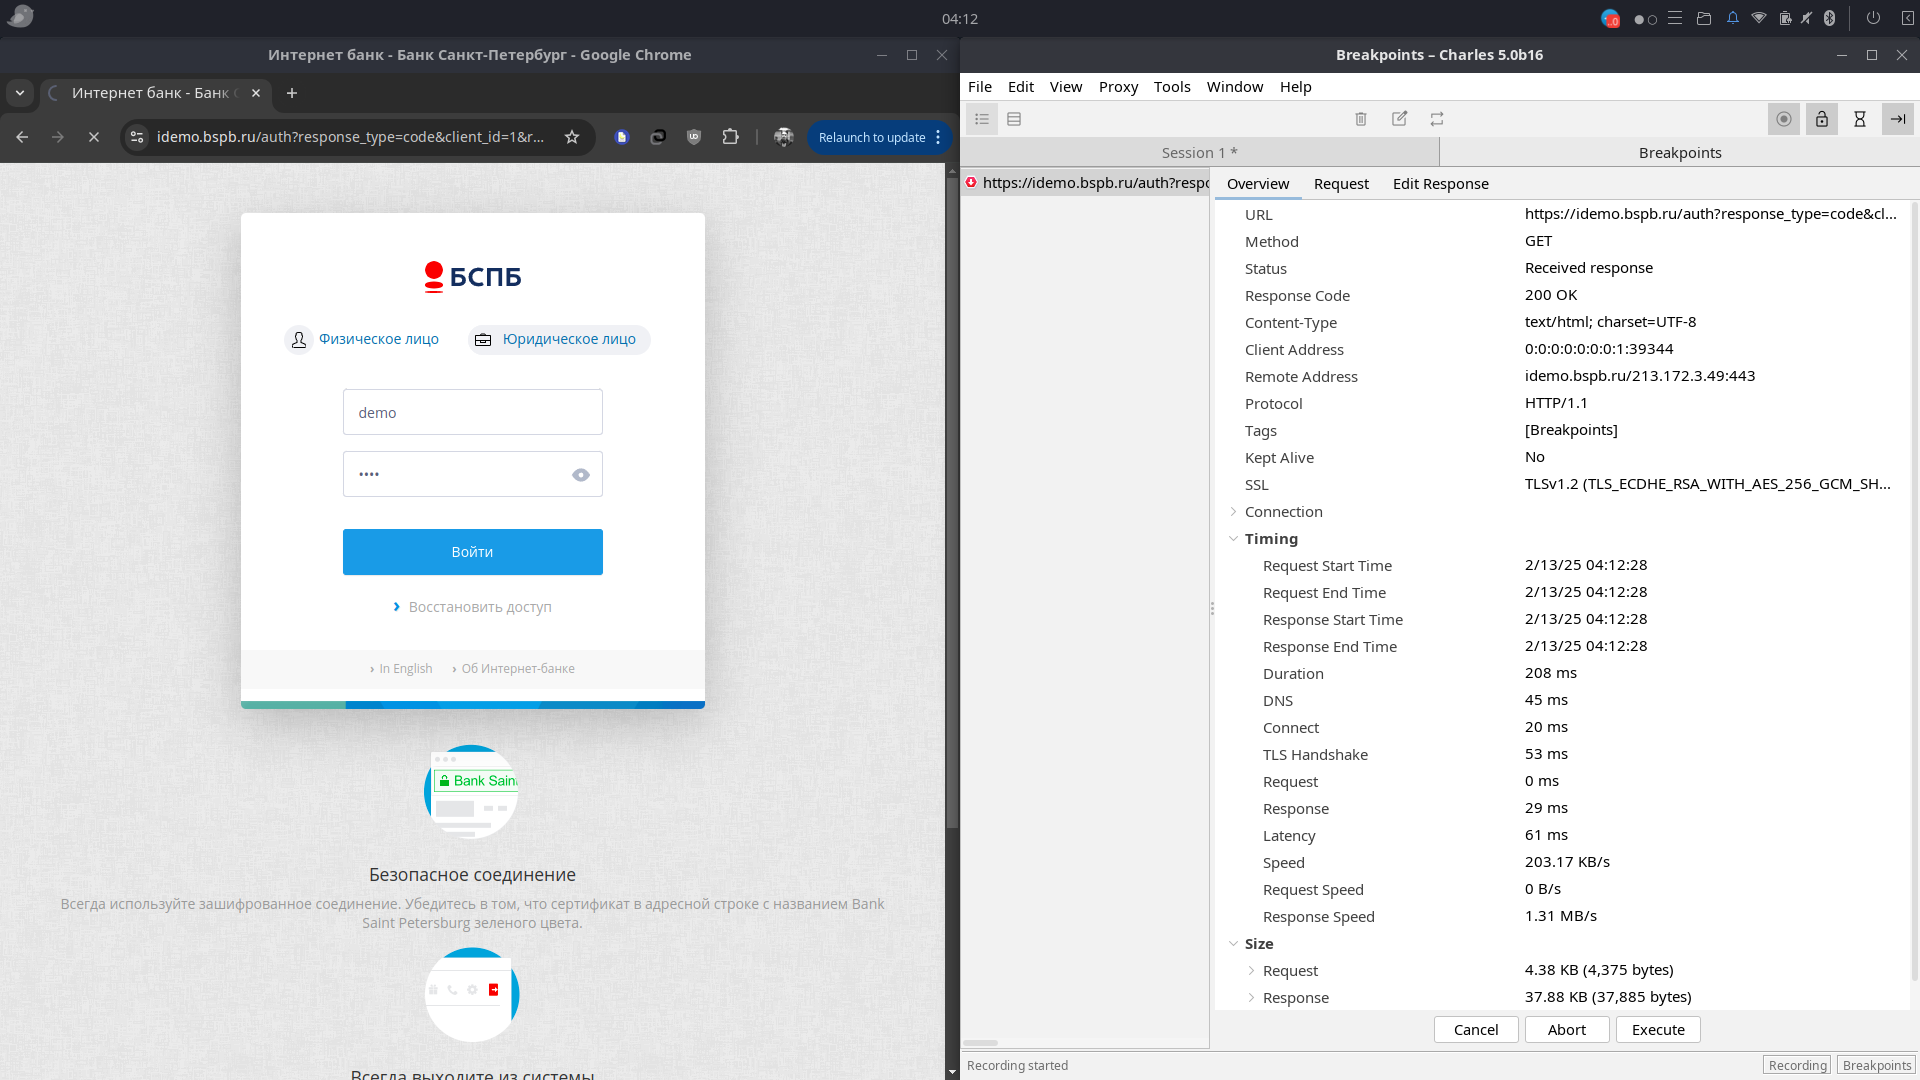 04:12
Интернет банк - Банк Санкт-Петербург - Google Chrome
Интернет банк - Банк
idemo.bspb.ru/auth?response_type=code&client_id=1&r...
Relaunch to update
БСПБ
Физическое лицо
Юридическое лицо
demo
••••
Войти
Восстановить доступ
In English
Об Интернет-банке
Bank Sain
Безопасное соединение
Всегда используйте зашифрованное соединение. Убедитесь в том, что сертификат в адресной строке с названием Bank
Saint Petersburg зеленого цвета.
Всегда выходите из системы
Breakpoints – Charles 5.0b16
File Edit View Proxy Tools Window Help
Session 1 *
Breakpoints
https://idemo.bspb.ru/auth?respo
Overview Request Edit Response
URL https://idemo.bspb.ru/auth?response_type=code&cl...
Method GET
Status Received response
Response Code 200 OK
Content-Type text/html; charset=UTF-8
Client Address 0:0:0:0:0:0:0:1:39344
Remote Address idemo.bspb.ru/213.172.3.49:443
Protocol HTTP/1.1
Tags [Breakpoints]
Kept Alive No
SSL TLSv1.2 (TLS_ECDHE_RSA_WITH_AES_256_GCM_SH...
Connection
Timing
Request Start Time 2/13/25 04:12:28
Request End Time 2/13/25 04:12:28
Response Start Time 2/13/25 04:12:28
Response End Time 2/13/25 04:12:28
Duration 208 ms
DNS 45 ms
Connect 20 ms
TLS Handshake 53 ms
Request 0 ms
Response 29 ms
Latency 61 ms
Speed 203.17 KB/s
Request Speed 0 B/s
Response Speed 1.31 MB/s
Size
Request 4.38 KB (4,375 bytes)
Response 37.88 KB (37,885 bytes)
Cancel Abort Execute
Recording started
Recording Breakpoints